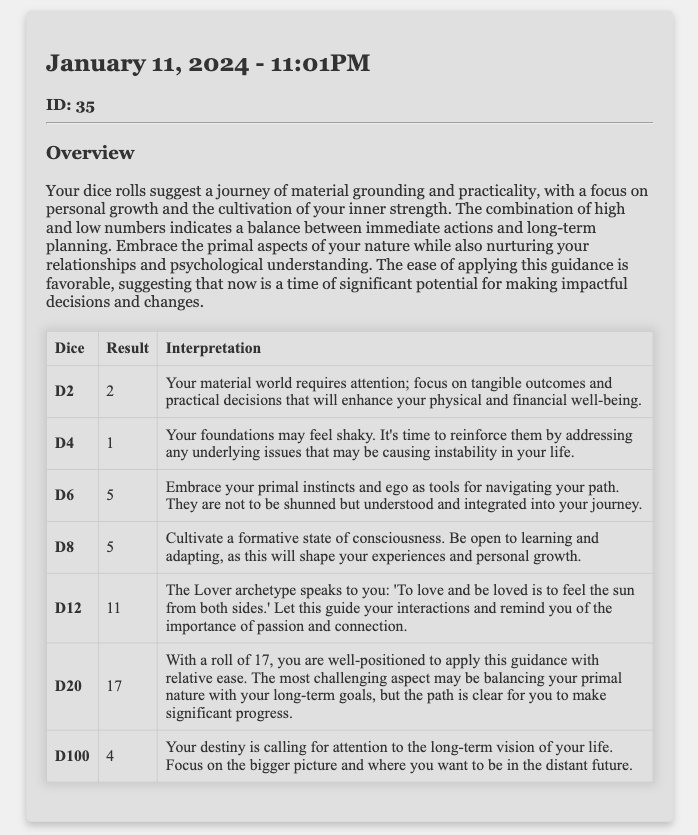 January 11, 2024 - 11:01PM
ID: 35
Overview
Your dice rolls suggest a journey of material grounding and practicality, with a focus on
personal growth and the cultivation of your inner strength. The combination of high
and low numbers indicates a balance between immediate actions and long-term
planning. Embrace the primal aspects of your nature while also nurturing your
relationships and psychological understanding. The ease of applying this guidance is
favorable, suggesting that now is a time of significant potential for making impactful
decisions and changes.
Dice Result Interpretation
D2 2 Your material world requires attention; focus on tangible outcomes and
practical decisions that will enhance your physical and financial well-being.
D4 1 Your foundations may feel shaky. It's time to reinforce them by addressing
any underlying issues that may be causing instability in your life.
D6 5 Embrace your primal instincts and ego as tools for navigating your path.
They are not to be shunned but understood and integrated into your journey.
D8 5 Cultivate a formative state of consciousness. Be open to learning and
adapting, as this will shape your experiences and personal growth.
D12 11 The Lover archetype speaks to you: 'To love and be loved is to feel the sun
from both sides.' Let this guide your interactions and remind you of the
importance of passion and connection.
D20 17 With a roll of 17, you are well-positioned to apply this guidance with
relative ease. The most challenging aspect may be balancing your primal
nature with your long-term goals, but the path is clear for you to make
significant progress.
D100 4 Your destiny is calling for attention to the long-term vision of your life.
Focus on the bigger picture and where you want to be in the distant future.